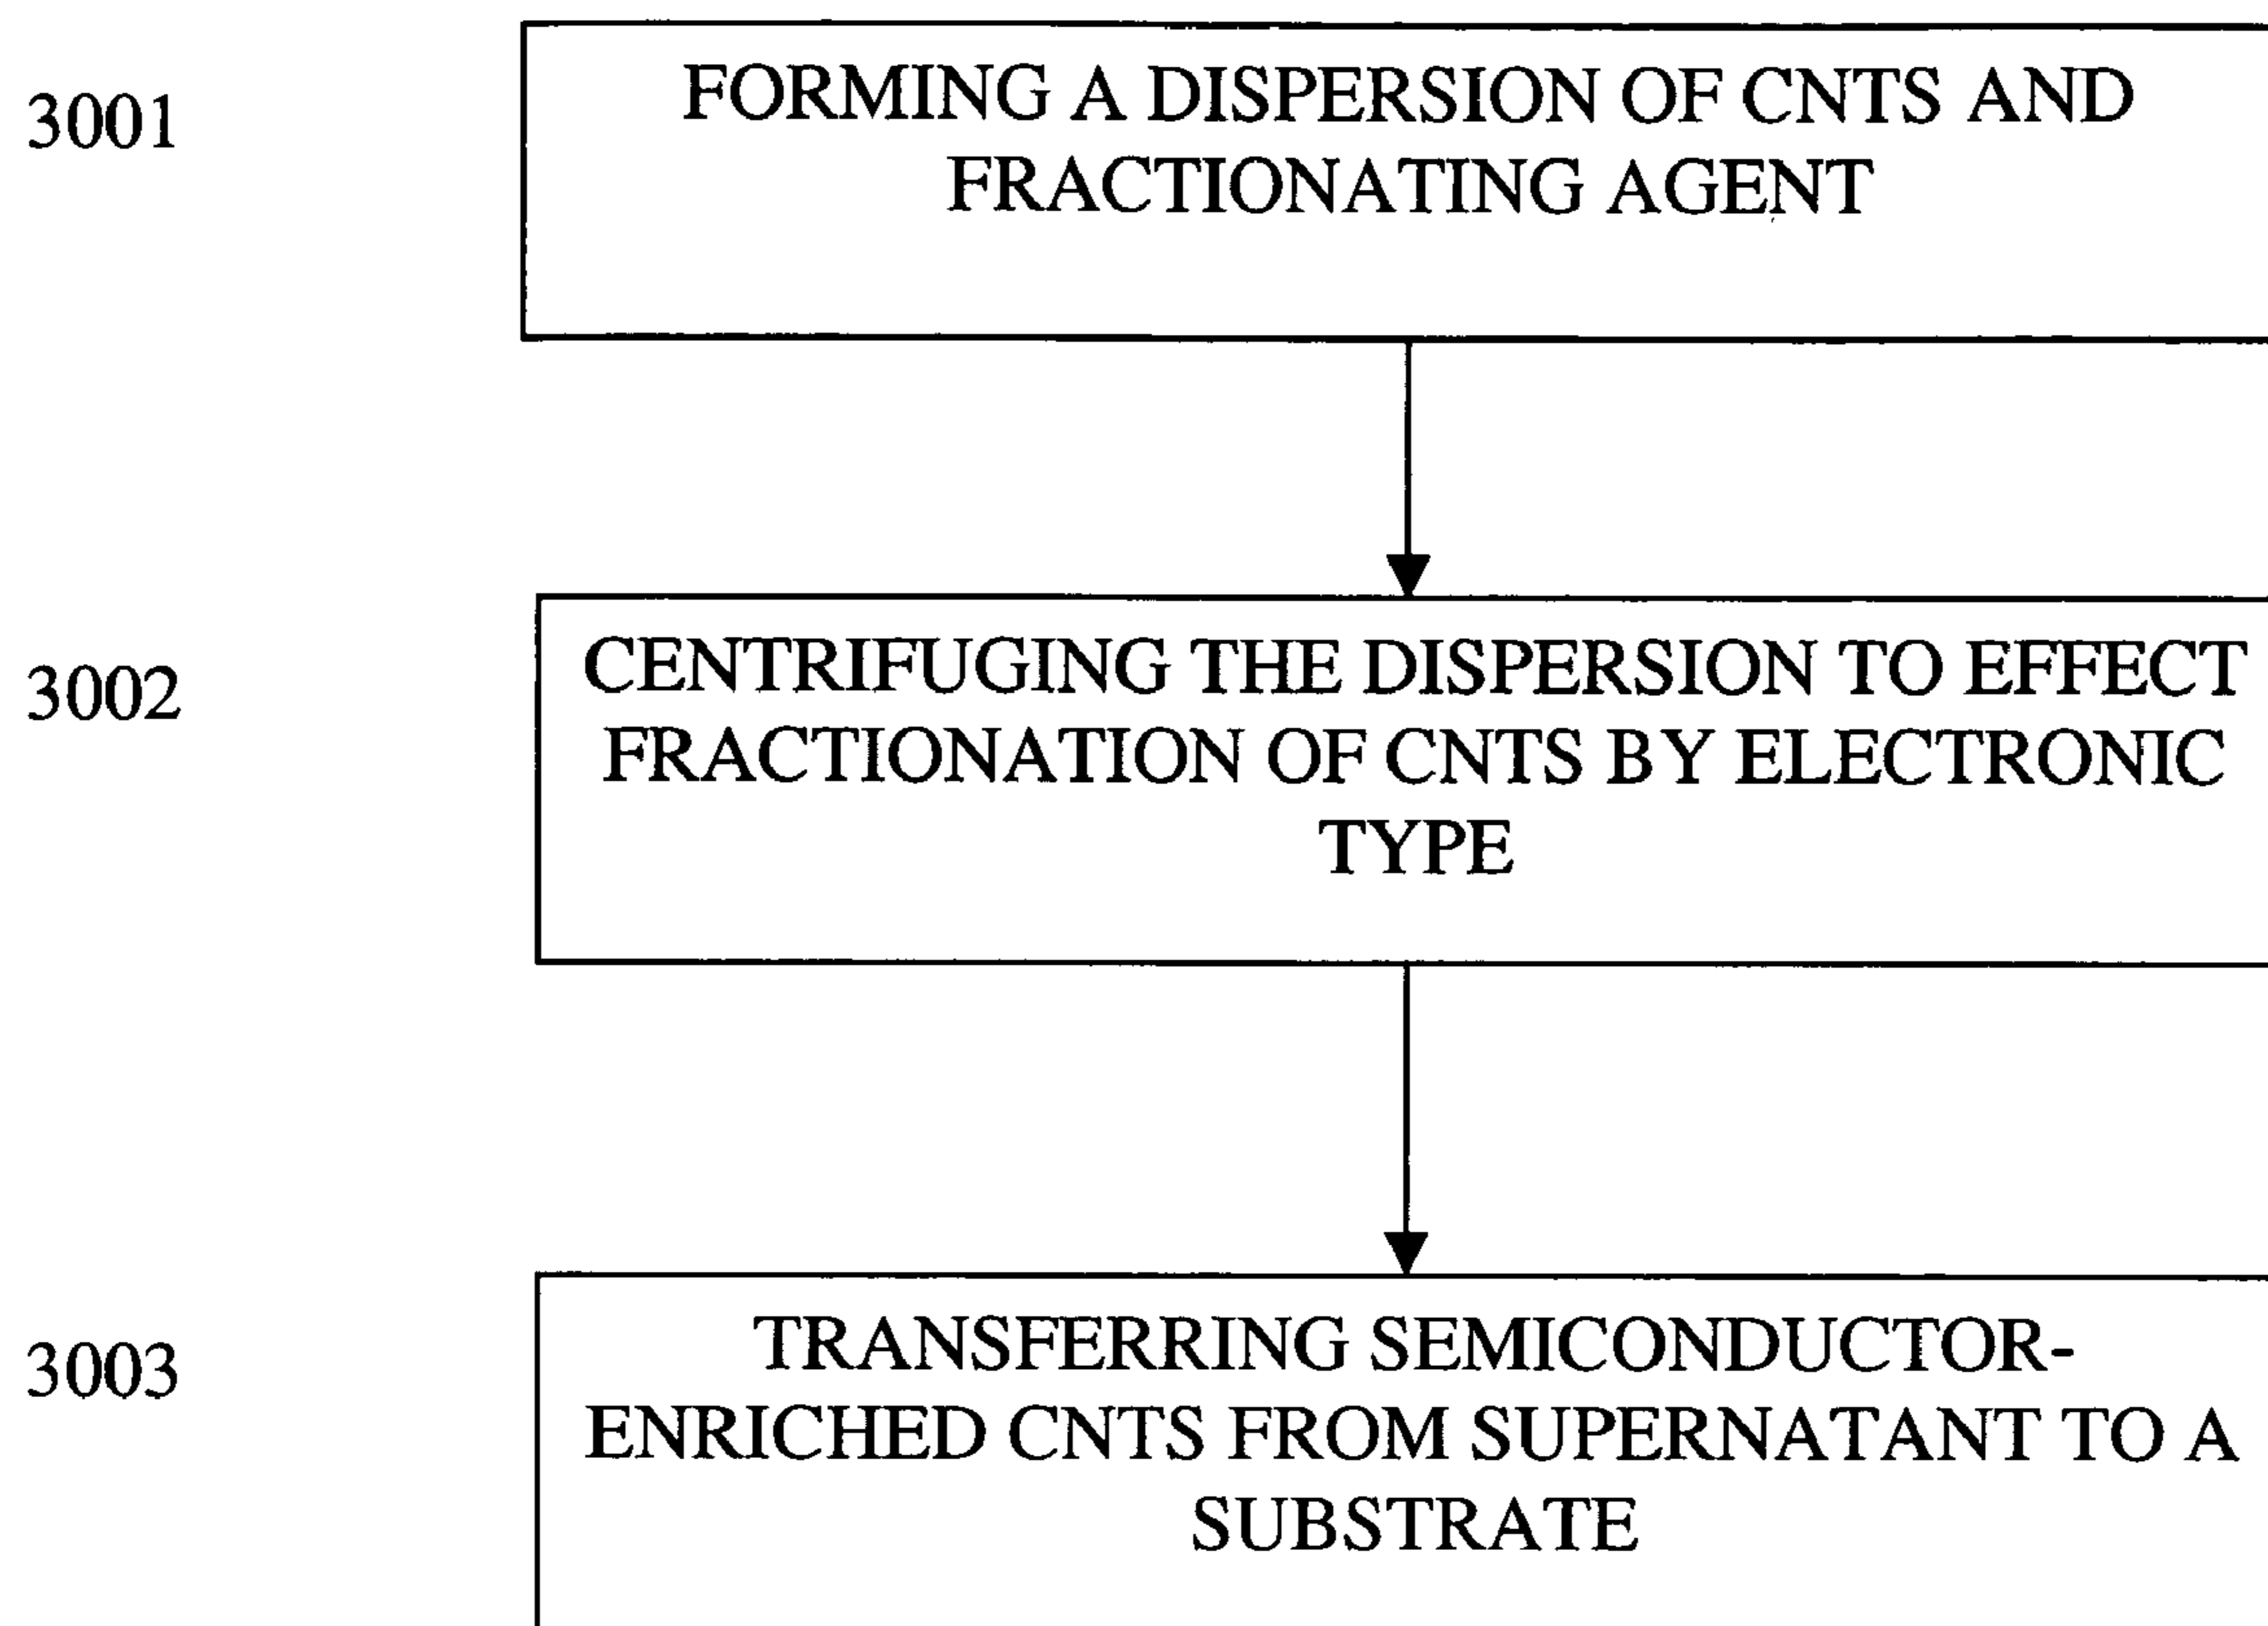 3001
FORMING A DISPERSION OF CNTS AND
FRACTIONATING AGENT
3002
CENTRIFUGING THE DISPERSION TO EFFECT
FRACTIONATION OF CNTS BY ELECTRONIC
TYPE
3003
TRANSFERRING SEMICONDUCTOR-
ENRICHED CNTS FROM SUPERNATANT TO A
SUBSTRATE